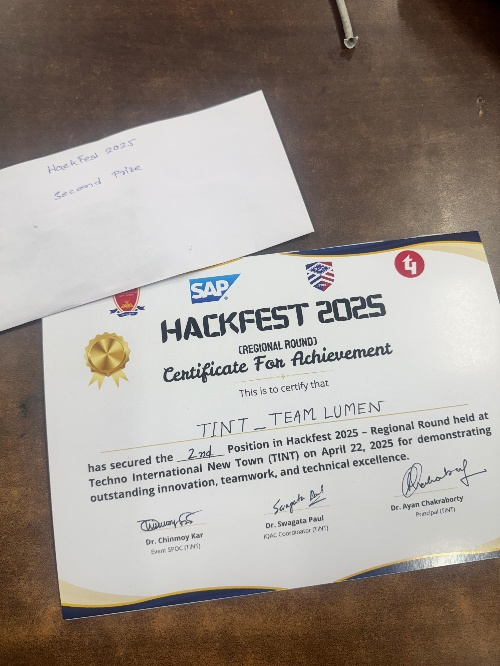 HackFest 2025
Second Prize
SAP
HACKFEST 2025
(REGIONAL ROUND)
Certificate For Achievement
This is to certify that
TINT_TEAM LUMEN
has secured the 2nd Position in Hackfest 2025 – Regional Round held at
Techno International New Town (TINT) on April 22, 2025 for demonstrating
outstanding innovation, teamwork, and technical excellence.
Dr. Chinmoy Kar
Event SPOC (TINT)
Swagata Paul
Dr. Swagata Paul
IQAC Coordinator (TINT)
Dr. Ayan Chakraborty
Principal (TINT)